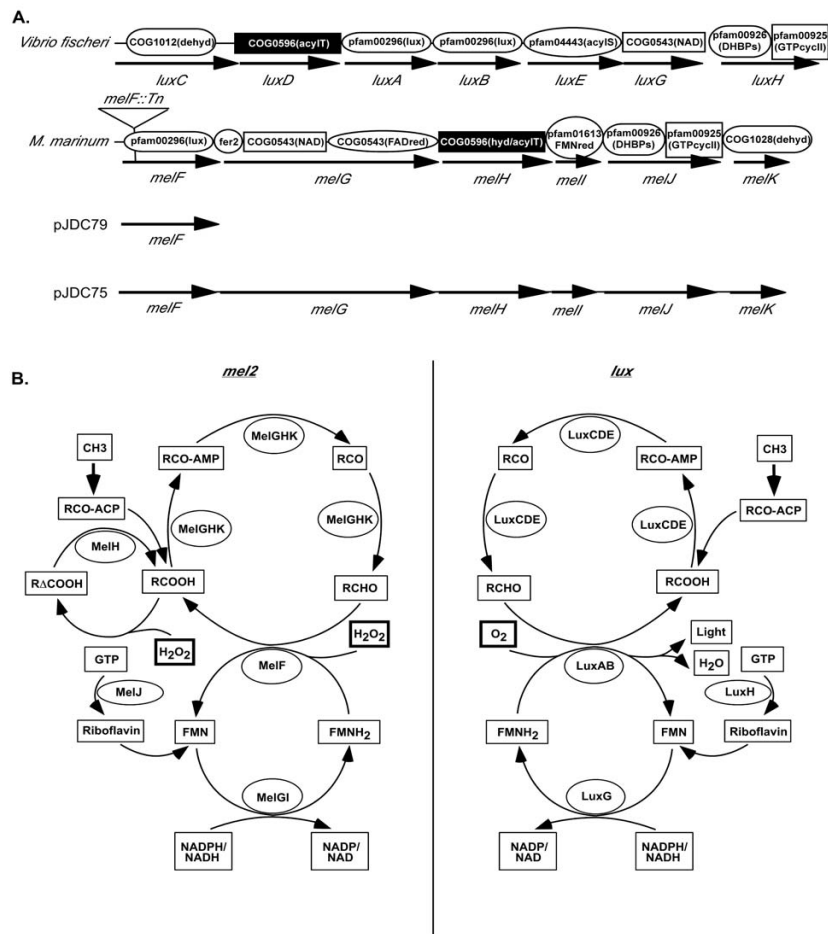 A.
Vibrio fischeri
COG1012(dehyd)
COG0596(acylT)
pfam00296(lux)
pfam00296(lux)
pfam04443(acylS)
COG0543(NAD)
pfam00926
(DHBPs)
pfam00925
(GTPcycII)
luxC
luxD
luxA
luxB
luxE
luxG
luxH
melF::Tn
M. marinum
pfam00296(lux)
fer2
COG0543(NAD)
COG0543(FADred)
COG0596(hyd/acylT)
pfam01613
FMNred
pfam00926
(DHBPs)
pfam00925
(GTPcycII)
COG1028(dehyd)
melF
melG
melH
melI
melJ
melK
pJDC79
melF
pJDC75
melF
melG
melH
melI
melJ
melK
B.
mel2
CH3
RCO-ACP
RCO-AMP
MelGHK
RCO
MelGHK
MelGHK
MelH
R∆COOH
RCOOH
RCHO
H2O2
H2O2
GTP
MelJ
MelF
Riboflavin
FMN
FMNH2
MelGI
NADPH/
NADH
NADP/
NAD
lux
LuxCDE
RCO
RCO-AMP
CH3
RCO-ACP
LuxCDE
LuxCDE
RCHO
RCOOH
O2
LuxAB
Light
H2O
GTP
LuxH
FMNH2
FMN
Riboflavin
LuxG
NADP/
NAD
NADPH/
NADH